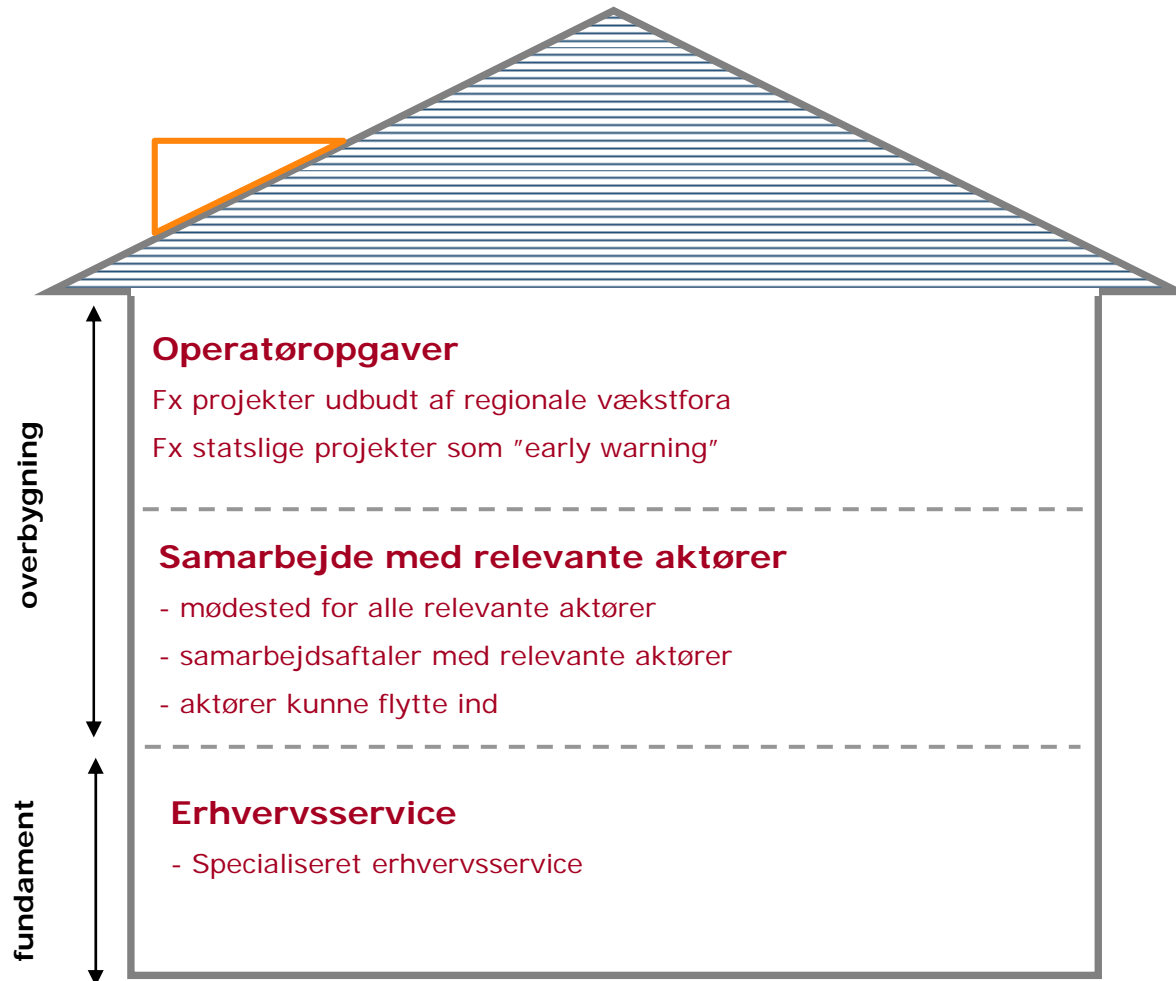 Operatøropgaver
Fx projekter udbudt af regionale vækstfora
Fx statslige projekter som ”early warning”
overbygning
Samarbejde med relevante aktører
- mødested for alle relevante aktører
- samarbejdsaftaler med relevante aktører
- aktører kunne flytte ind
fundament
Erhvervsservice
- Specialiseret erhvervsservice